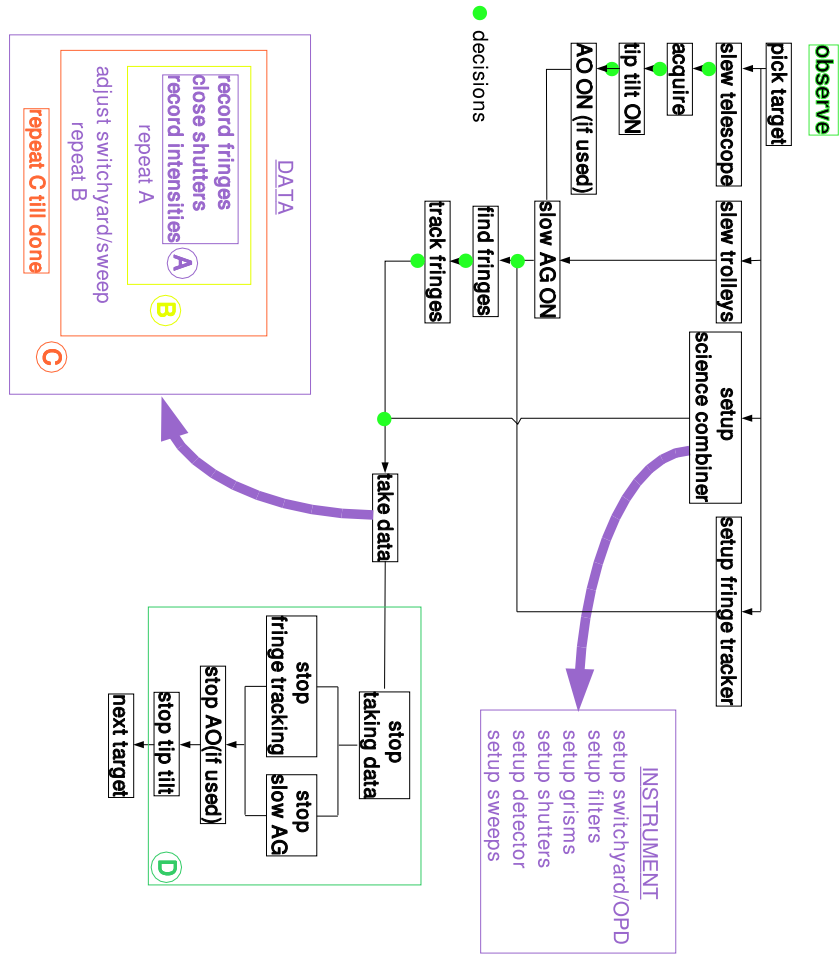 observe
pick target
slew telescope
acquire
tip tilt ON
AO ON (if used)
slew trolleys
slow AG ON
find fringes
track fringes
setup
science combiner
setup fringe tracker
decisions
take data
DATA
record fringes
close shutters
record intensities
A
repeat A
B
adjust switchyard/sweep
repeat B
C
repeat C till done
INSTRUMENT
setup switchyard/OPD
setup filters
setup grisms
setup shutters
setup detector
setup sweeps
stop
taking data
stop
fringe tracking
stop
slow AG
stop AO(if used)
stop tip tilt
next target
D